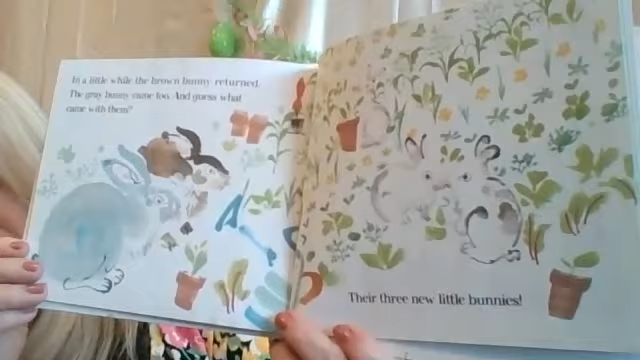 In a little while the brown bunny returned.
The gray bunny came too. And guess what
came with them?
Their three new little bunnies!